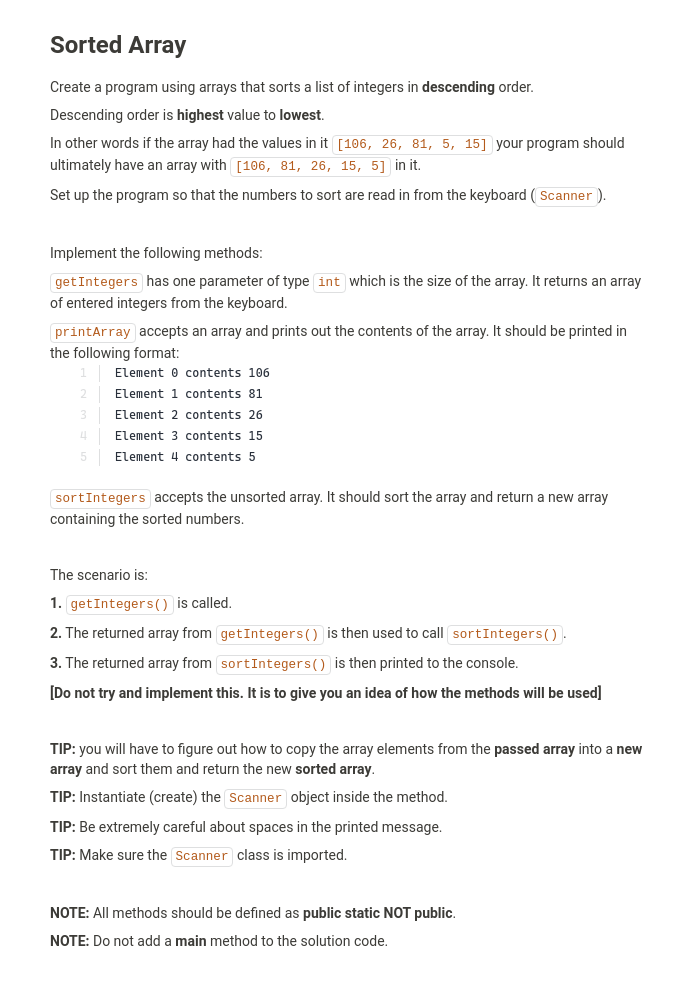 Sorted Array
Create a program using arrays that sorts a list of integers in descending order.
Descending order is highest value to lowest.
In other words if the array had the values in it [106, 26, 81, 5, 15] your program should
ultimately have an array with [106, 81, 26, 15, 5] in it.
Set up the program so that the numbers to sort are read in from the keyboard (Scanner).
Implement the following methods:
getIntegers has one parameter of type int which is the size of the array. It returns an array
of entered integers from the keyboard.
printArray accepts an array and prints out the contents of the array. It should be printed in
the following format:
1 Element 0 contents 106
2 Element 1 contents 81
3 Element 2 contents 26
4 Element 3 contents 15
5 Element 4 contents 5
sortIntegers accepts the unsorted array. It should sort the array and return a new array
containing the sorted numbers.
The scenario is:
1. getIntegers() is called.
2. The returned array from getIntegers() is then used to call sortIntegers().
3. The returned array from sortIntegers() is then printed to the console.
[Do not try and implement this. It is to give you an idea of how the methods will be used]
TIP: you will have to figure out how to copy the array elements from the passed array into a new
array and sort them and return the new sorted array.
TIP: Instantiate (create) the Scanner object inside the method.
TIP: Be extremely careful about spaces in the printed message.
TIP: Make sure the Scanner class is imported.
NOTE: All methods should be defined as public static NOT public.
NOTE: Do not add a main method to the solution code.